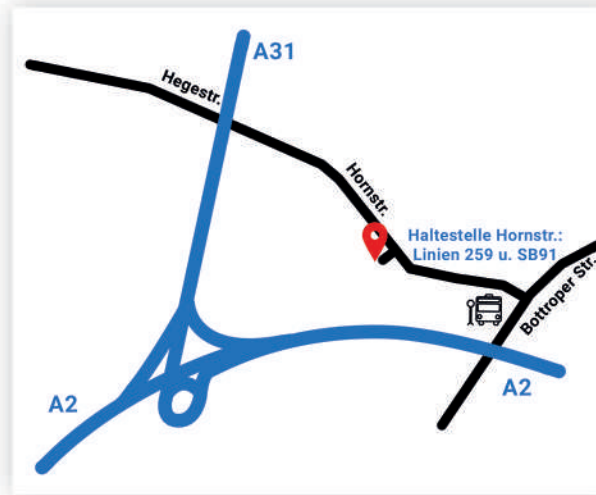 A31
Hegestr.
Hornstr.
Haltestelle Hornstr.:
Linien 259 u. SB91
Bottroper Str.
A2
A2